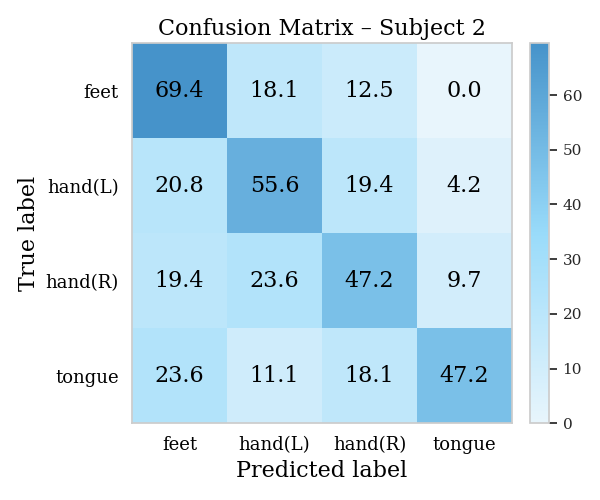 Confusion Matrix – Subject 2
True label
feet 69.4 18.1 12.5 0.0
hand(L) 20.8 55.6 19.4 4.2
hand(R) 19.4 23.6 47.2 9.7
tongue 23.6 11.1 18.1 47.2
feet hand(L) hand(R) tongue
Predicted label
60
50
40
30
20
10
0